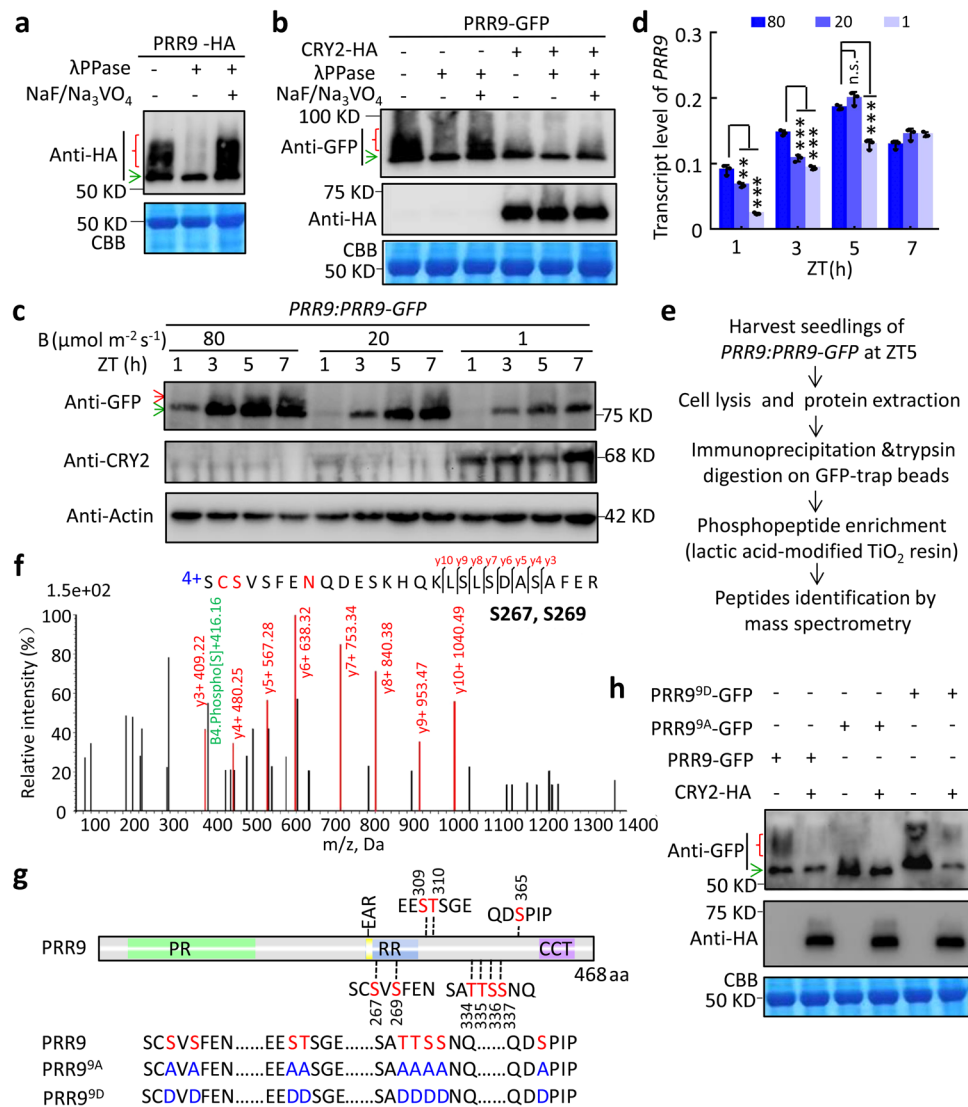 a
PRR9 -HA
λPPase - + +
NaF/Na₃VO₄ - - +
Anti-HA
50 KD
50 KD
CBB
b
PRR9-GFP
CRY2-HA - - - + + +
λPPase - + + - + +
NaF/Na₃VO₄ - - + - - +
100 KD
Anti-GFP
75 KD
Anti-HA
CBB
50 KD
d
80 20 1
Transcript level of PRR9
0.3
0.2
0.1
0
** ***
*** ****
n.s. ***
1 3 5 7
ZT(h)
c
PRR9:PRR9-GFP
B (μmol m⁻² s⁻¹) 80 20 1
ZT (h) 1 3 5 7 1 3 5 7 1 3 5 7
Anti-GFP
75 KD
Anti-CRY2
68 KD
Anti-Actin
42 KD
e
Harvest seedlings of
PRR9:PRR9-GFP at ZT5
Cell lysis and protein extraction
Immunoprecipitation &trypsin
digestion on GFP-trap beads
Phosphopeptide enrichment
(lactic acid-modified TiO₂ resin)
Peptides identification by
mass spectrometry
f
y10 y9 y8 y7 y6 y5 y4 y3
4+ SCSVSFENQDESKHQKLSLSDASAFER
S267, S269
1.5e+02
Relative intensity (%)
100
80
60
40
20
0
y3+ 409.22
B4.Phospho[S]+416.16
y4+ 480.25
y5+ 567.28
y6+ 638.32
y7+ 753.34
y8+ 840.38
y9+ 953.47
y10+ 1040.49
100 200 300 400 500 600 700 800 900 1000 1100 1200 1300 1400
m/z, Da
g
309 310 365
EESTSGE QDSPIP
EAR
PRR9 PR RR CCT
468 aa
SCSVSFEN SATTSSNQ
267 269 334 335 336 337
PRR9 SCSVSFEN......EESTSGE......SATTSSNQ......QDSPIP
PRR9⁹ᴬ SCAVAFEN......EEAASGE......SAAAAANQ......QDAPIP
PRR9⁹ᴰ SCDVDFEN......EEDDSGE......SADDDDNQ......QDDPIP
h
PRR9⁹ᴰ-GFP - - - - + +
PRR9⁹ᴬ-GFP - - + + - -
PRR9-GFP + + - - - -
CRY2-HA - + - + - +
Anti-GFP
50 KD
75 KD
Anti-HA
CBB
50 KD